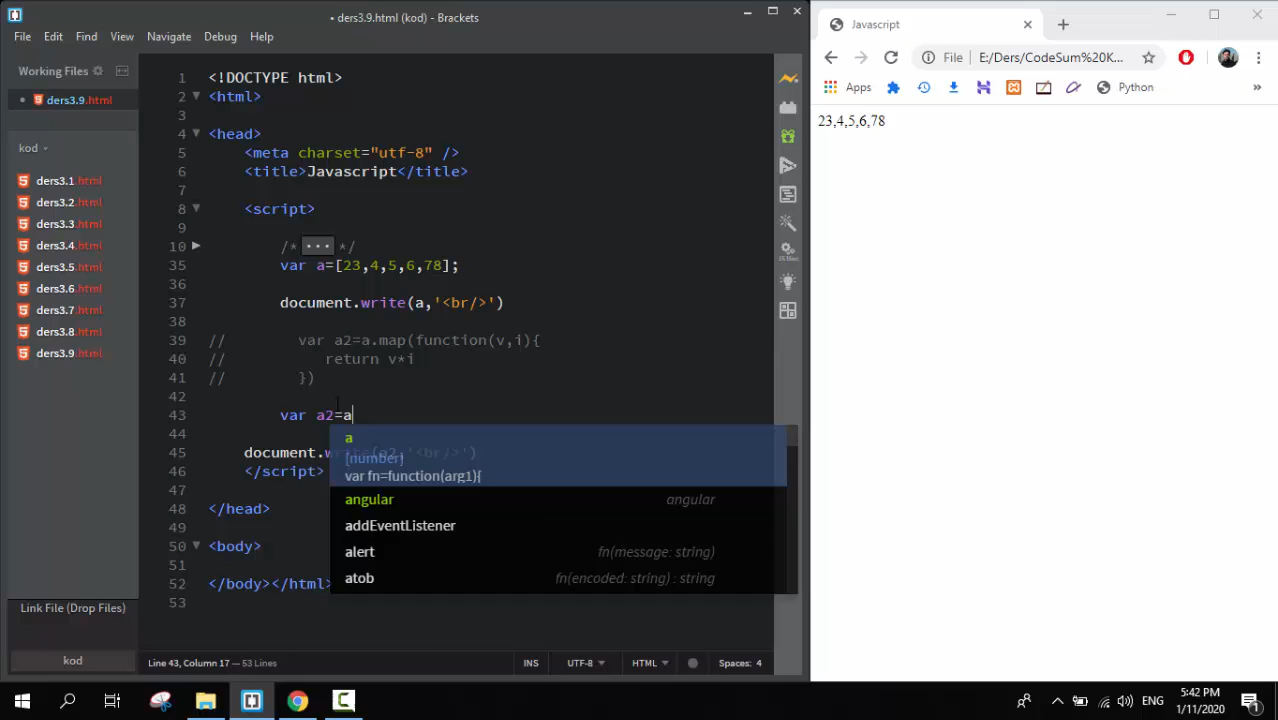 • ders3.9.html (kod) - Brackets
File Edit Find View Navigate Debug Help
Working Files
• ders3.9.html
kod
ders3.1.html
ders3.2.html
ders3.3.html
ders3.4.html
ders3.5.html
ders3.6.html
ders3.7.html
ders3.8.html
ders3.9.html
Link File (Drop Files)
kod
1 <!DOCTYPE html>
2 <html>
3
4 <head>
5 <meta charset="utf-8" />
6 <title>Javascript</title>
7
8 <script>
9
10 /* ... */
35 var a=[23,4,5,6,78];
36
37 document.write(a,'<br/>')
38
39 // var a2=a.map(function(v,i){
40 // return v*i
41 // })
42
43 var a2=a
44
45 document.write(a2,'<br/>')
46 </script>
47
48 </head>
49
50 <body>
51
52 </body></html>
53
a
[number]
var fn=function(arg1){
angular angular
addEventListener
alert fn(message: string)
atob fn(encoded: string) : string
Line 43, Column 17 — 53 Lines
INS UTF-8 HTML Spaces: 4
Javascript
File E:/Ders/CodeSum%20K...
Apps Python »
23,4,5,6,78
ENG
5:42 PM
1/11/2020
1